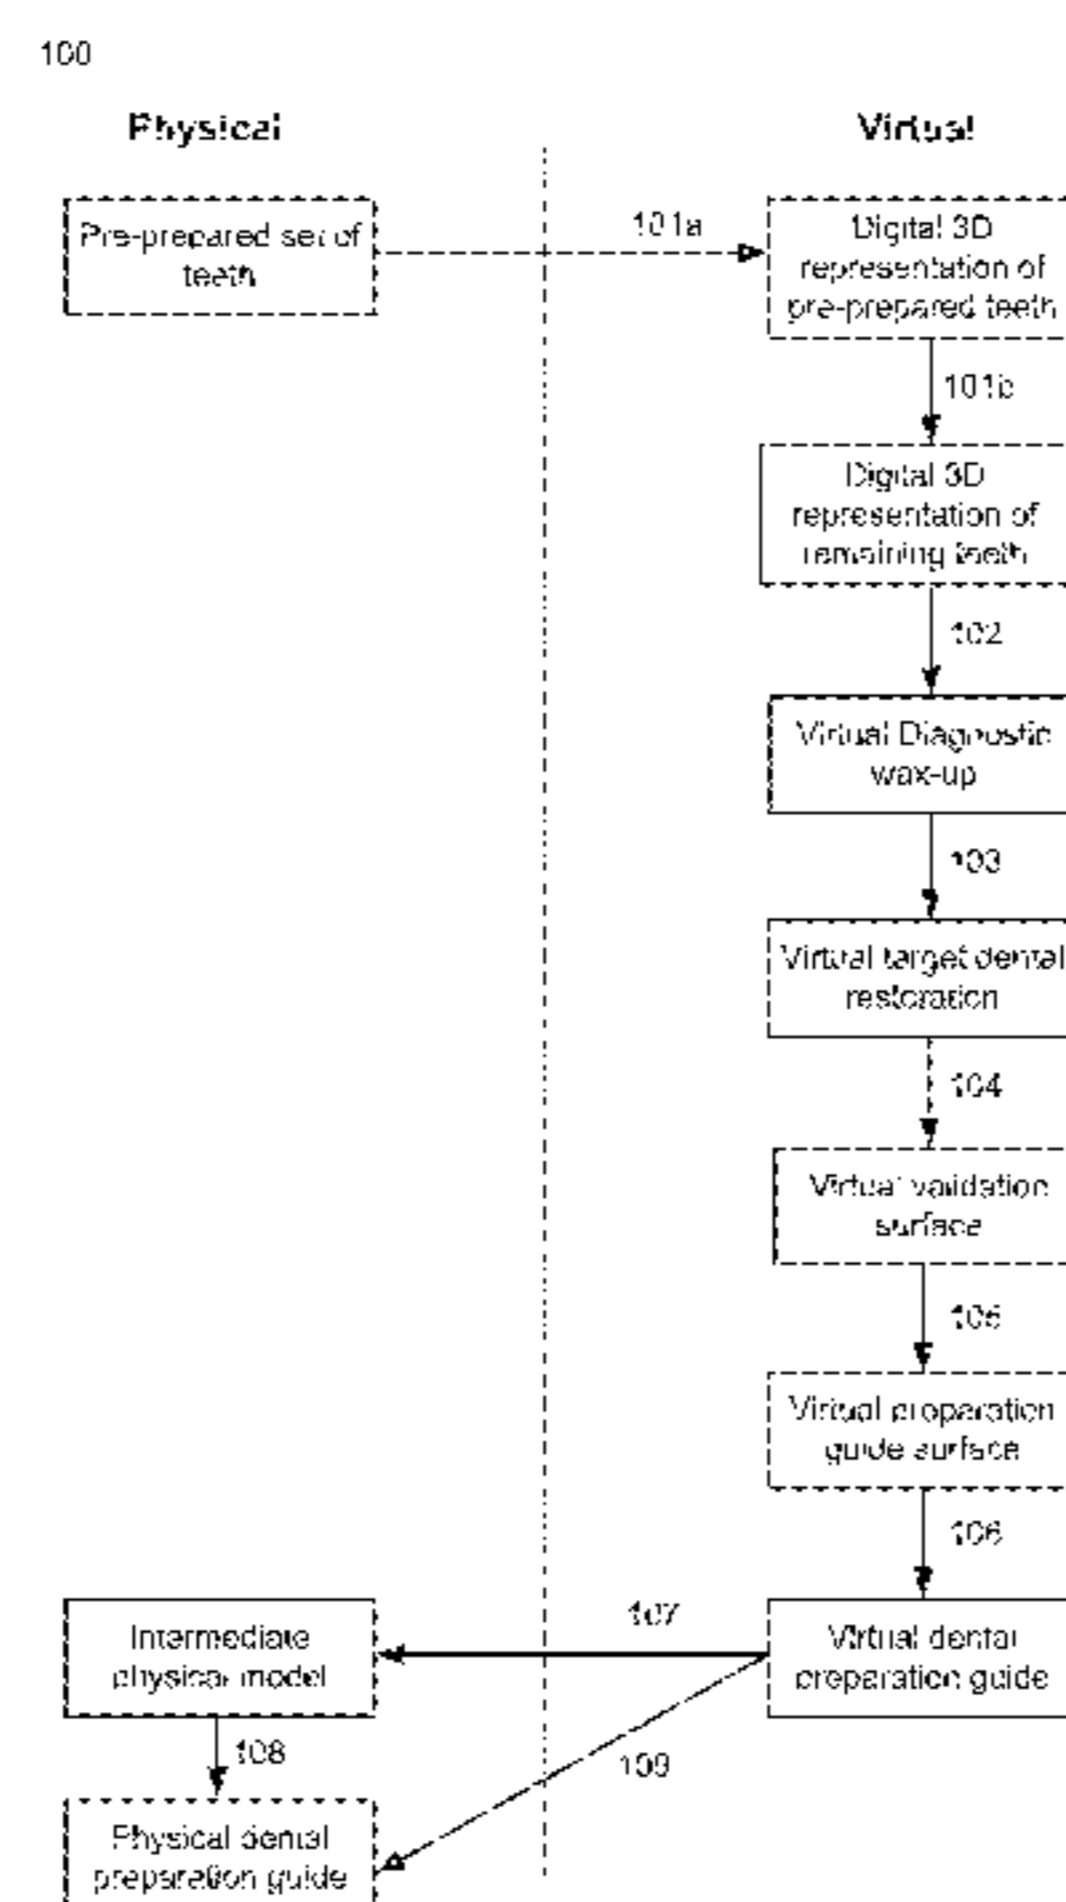 100
Physical
Virtual
Pre-prepared set of
teeth
101a
Digital 3D
representation of
pre-prepared teeth
101b
Digital 3D
representation of
remaining teeth
102
Virtual Diagnostic
wax-up
103
Virtual target dental
restoration
104
Virtual validation
surface
105
Virtual preparation
guide surface
106
Intermediate
physical model
107
Virtual dental
preparation guide
108
109
Physical dental
preparation guide